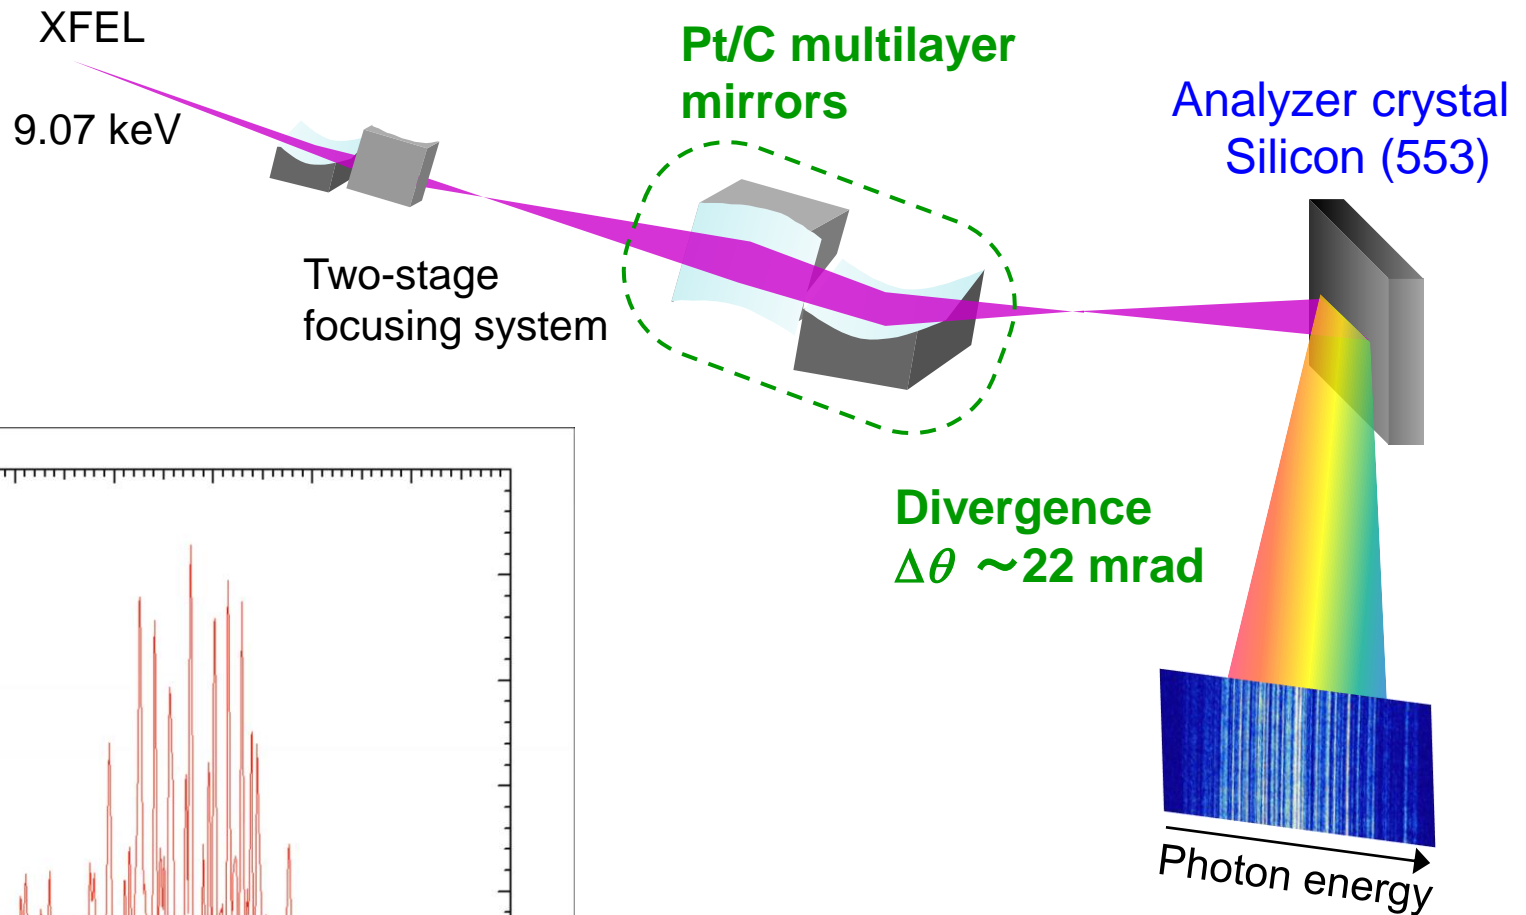 XFEL
9.07 keV
Pt/C multilayer
mirrors
Analyzer crystal
Silicon (553)
Two-stage
focusing system
Divergence
Δθ ～22 mrad
Photon energy